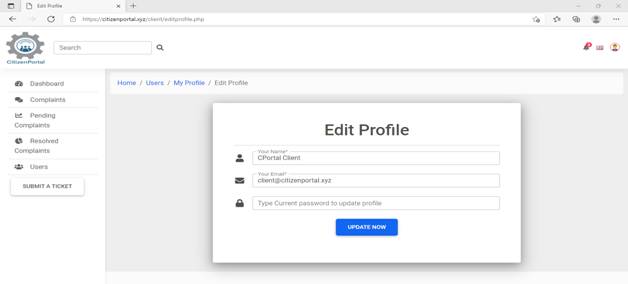 Edit Profile
https://citizenportal.xyz/client/editprofile.php
CitizenPortal
Search
Dashboard
Complaints
Pending
Complaints
Resolved
Complaints
Users
SUBMIT A TICKET
Home / Users / My Profile / Edit Profile
Edit Profile
Your Name*
CPortal Client
Your Email*
client@citizenportal.xyz
Type Current password to update profile
UPDATE NOW